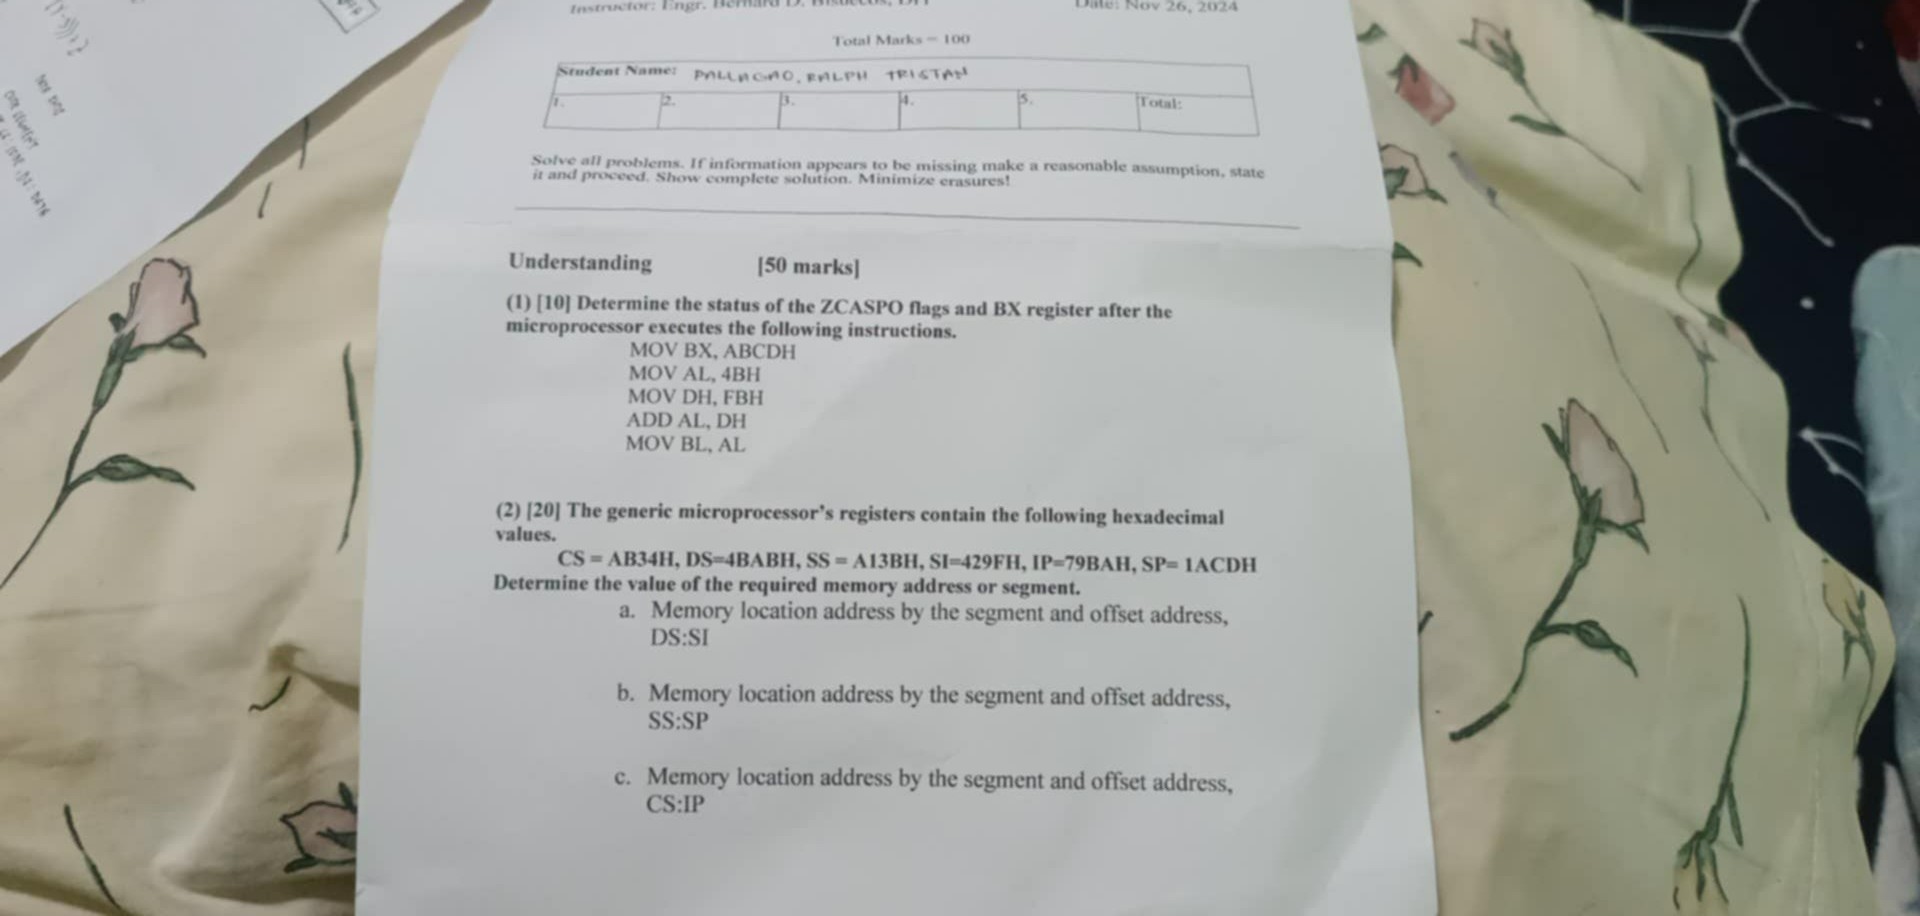 Instructor: Engr. Bernard D.
Date: Nov 26, 2024
Total Marks = 100
Student Name: PALLAGAO, RALPH TRISTAN
1. 2. 3. 4. 5. Total:
Solve all problems. If information appears to be missing make a reasonable assumption, state
it and proceed. Show complete solution. Minimize erasures!
Understanding [50 marks]
(1) [10] Determine the status of the ZCASPO flags and BX register after the
microprocessor executes the following instructions.
MOV BX, ABCDH
MOV AL, 4BH
MOV DH, FBH
ADD AL, DH
MOV BL, AL
(2) [20] The generic microprocessor's registers contain the following hexadecimal
values.
CS = AB34H, DS=4BABH, SS = A13BH, SI=429FH, IP=79BAH, SP= 1ACDH
Determine the value of the required memory address or segment.
a. Memory location address by the segment and offset address,
DS:SI
b. Memory location address by the segment and offset address,
SS:SP
c. Memory location address by the segment and offset address,
CS:IP